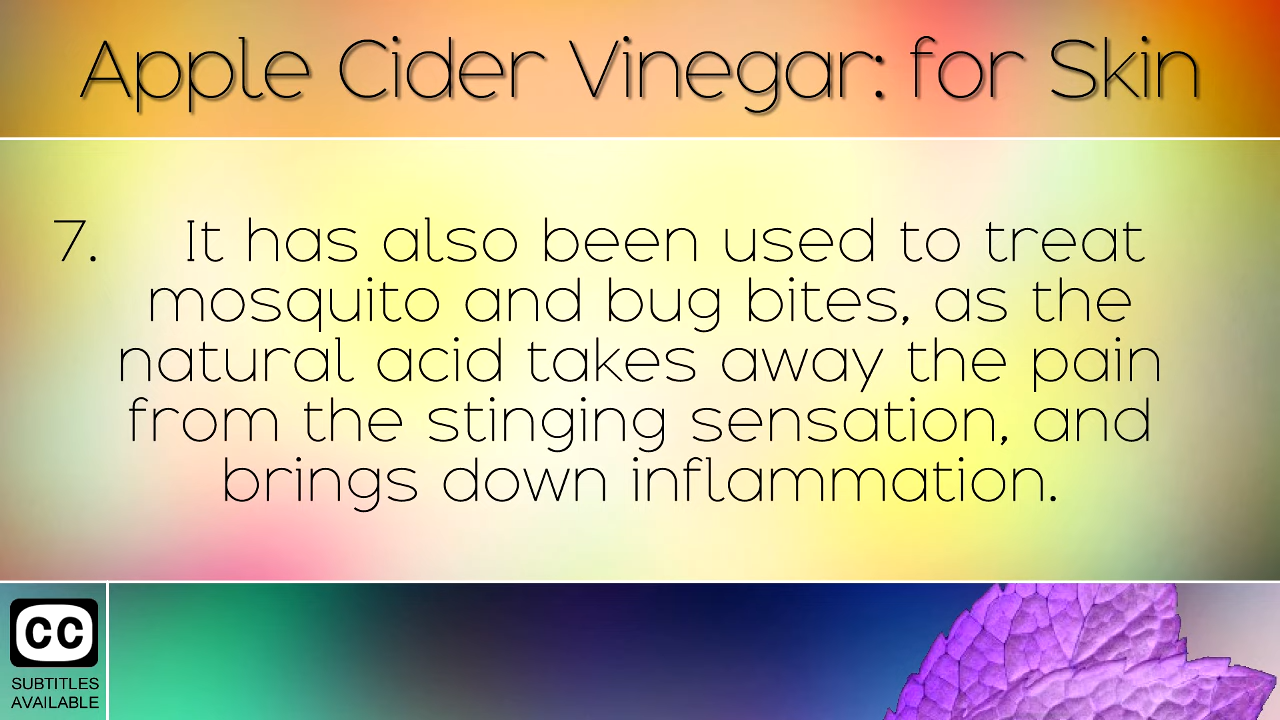 Apple Cider Vinegar: for Skin
7. It has also been used to treat
mosquito and bug bites, as the
natural acid takes away the pain
from the stinging sensation, and
brings down inflammation.
CC
SUBTITLES
AVAILABLE